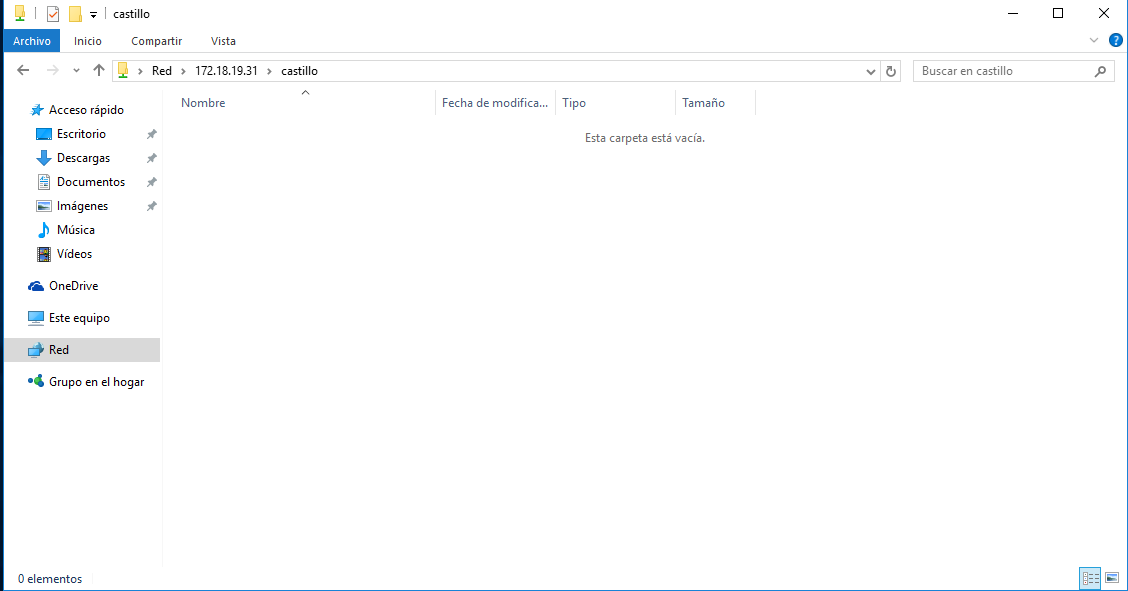 castillo
Archivo Inicio Compartir Vista
Red 172.18.19.31 castillo
Buscar en castillo
Nombre Fecha de modifica... Tipo Tamaño
Esta carpeta está vacía.
Acceso rápido
Escritorio
Descargas
Documentos
Imágenes
Música
Vídeos
OneDrive
Este equipo
Red
Grupo en el hogar
0 elementos